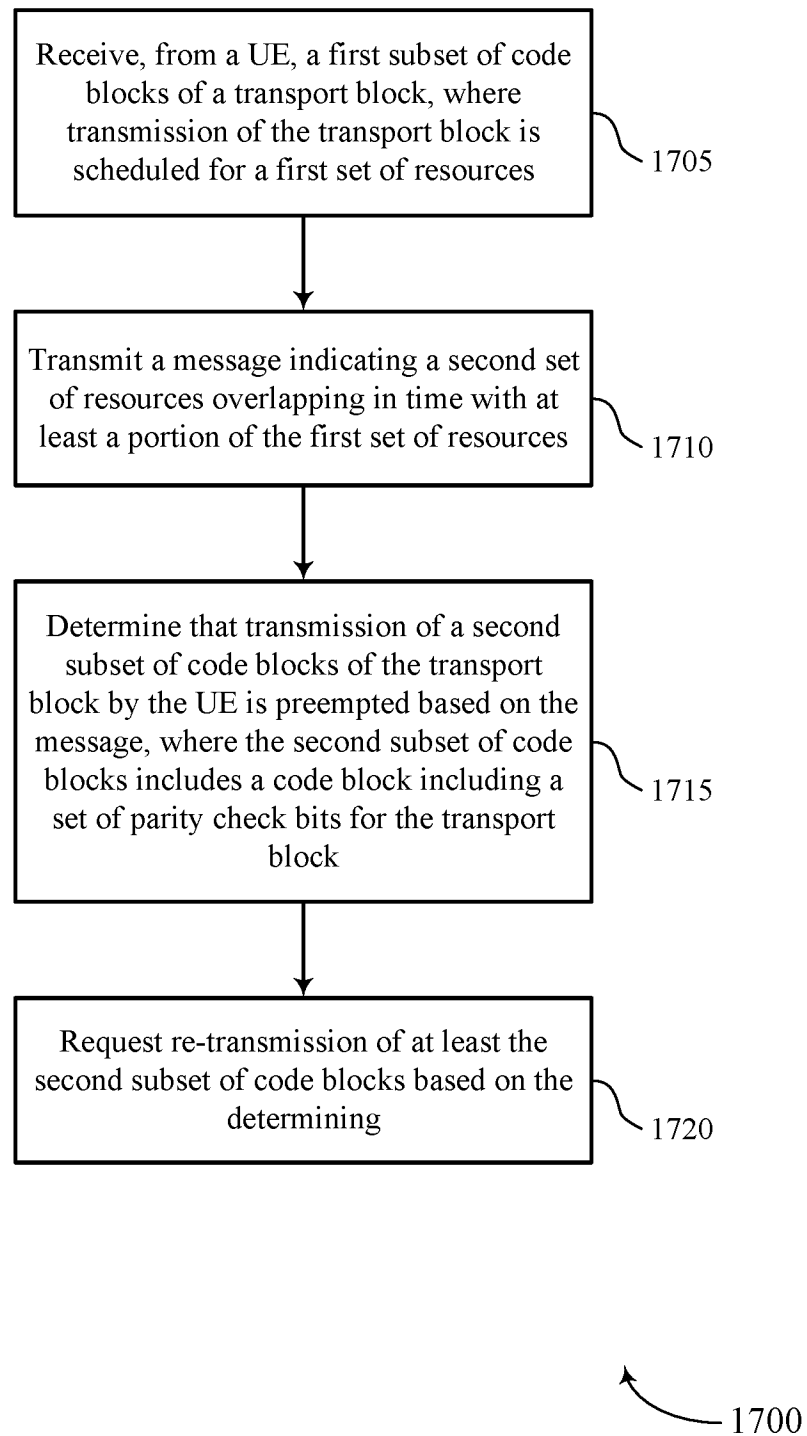 Receive, from a UE, a first subset of code
blocks of a transport block, where
transmission of the transport block is
scheduled for a first set of resources
1705
Transmit a message indicating a second set
of resources overlapping in time with at
least a portion of the first set of resources
1710
Determine that transmission of a second
subset of code blocks of the transport
block by the UE is preempted based on the
message, where the second subset of code
blocks includes a code block including a
set of parity check bits for the transport
block
1715
Request re-transmission of at least the
second subset of code blocks based on the
determining
1720
1700